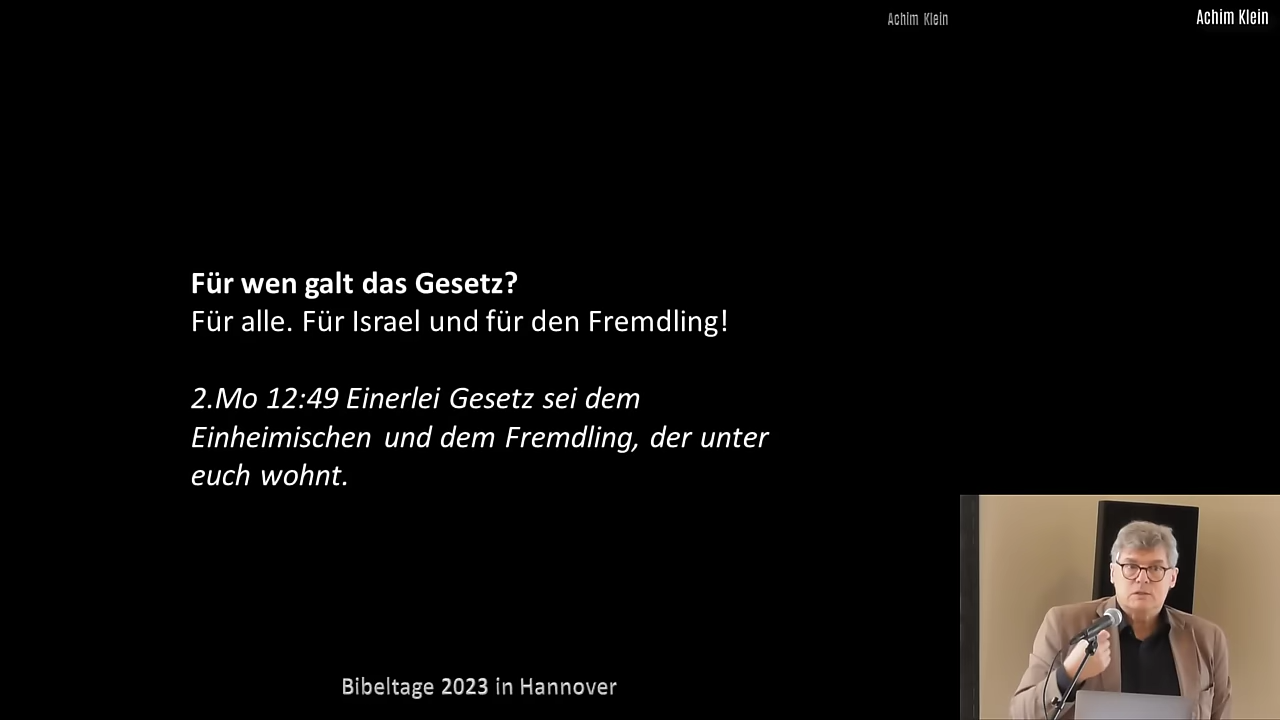 Achim Klein
Achim Klein
Für wen galt das Gesetz?
Für alle. Für Israel und für den Fremdling!
2.Mo 12:49 Einerlei Gesetz sei dem
Einheimischen und dem Fremdling, der unter
euch wohnt.
Bibeltage 2023 in Hannover